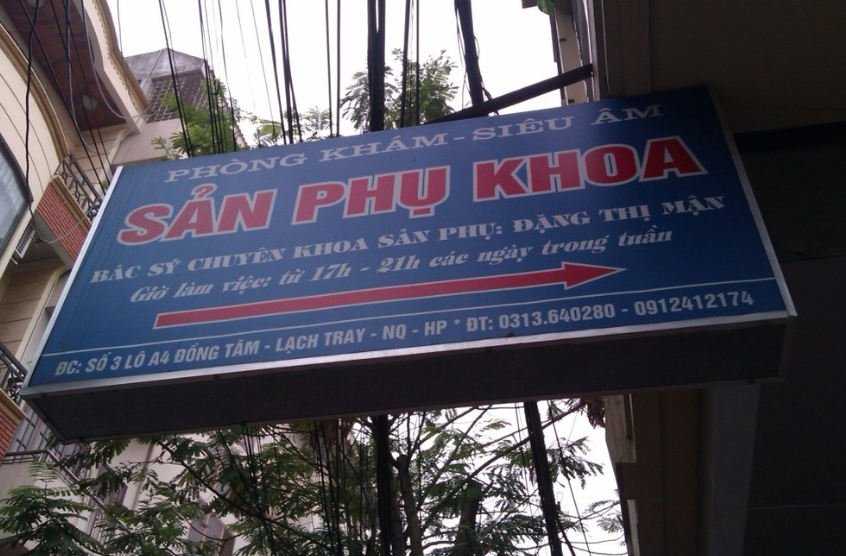 PHÒNG KHÁM - SIÊU ÂM
SẢN PHỤ KHOA
BÁC SỸ CHUYÊN KHOA SẢN PHỤ: ĐẶNG THỊ MẬN
Giờ làm việc: từ 17h - 21h các ngày trong tuần
ĐC: SỐ 3 LÔ A4 ĐỒNG TÂM - LẠCH TRAY - NQ - HP * ĐT: 0313.640280 - 0912412174